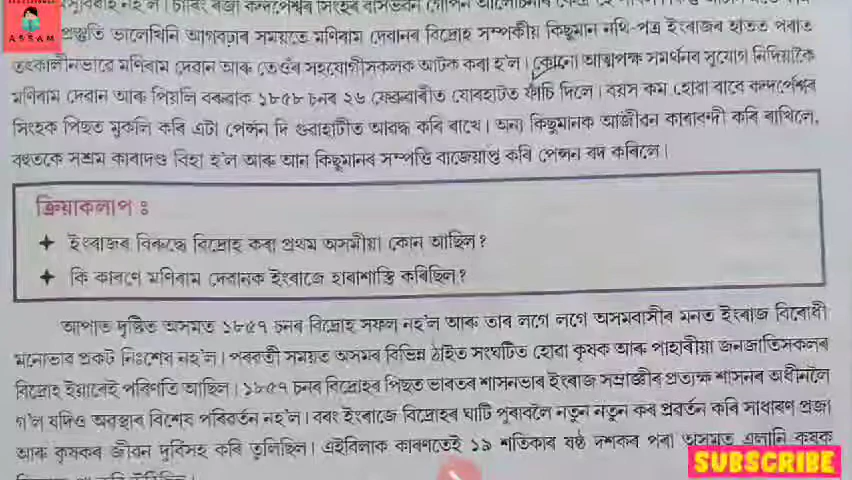 ASSAM
প্ৰস্তুতি ভালেখিনি আগবঢ়াৰ সময়তে মণিৰাম দেৱানৰ বিদ্ৰোহ সম্পৰ্কীয় কিছুমান নথি-পত্ৰ ইংৰাজৰ হাতত পৰাত
তৎকালীনভাৱে মণিৰাম দেৱান আৰু তেওঁৰ সহযোগীসকলক আটক কৰা হ'ল। কোনো আত্মপক্ষ সমৰ্থনৰ সুযোগ নিদিয়াকৈ
মণিৰাম দেৱান আৰু পিয়লি বৰুৱাক ১৮৫৮ চনৰ ২৬ ফেব্ৰুৱাৰীত যোৰহাটত ফাঁচি দিলে। বয়স কম হোৱা বাবে কন্দৰ্পেশ্বৰ
সিংহক পিছত মুকলি কৰি এটা পেন্সন দি গুৱাহাটীত আবদ্ধ কৰি ৰাখে। অন্য কিছুমানক আজীৱন কাৰাবন্দী কৰি ৰাখিলে,
বহুতকে সশ্ৰম কাৰাদণ্ড বিহা হ'ল আৰু আন কিছুমানৰ সম্পত্তি বাজেয়াপ্ত কৰি পেন্সন বন্ধ কৰিলে।
ক্ৰিয়াকলাপ ঃ
✦ ইংৰাজৰ বিৰুদ্ধে বিদ্ৰোহ কৰা প্ৰথম অসমীয়া কোন আছিল?
✦ কি কাৰণে মণিৰাম দেৱানক ইংৰাজে হাৰাশাস্তি কৰিছিল?
আপাত দৃষ্টিত অসমত ১৮৫৭ চনৰ বিদ্ৰোহ সফল নহ'ল আৰু তাৰ লগে লগে অসমবাসীৰ মনত ইংৰাজ বিৰোধী
মনোভাৱ প্ৰকট নিঃশেষ নহ'ল। পৰৱৰ্তী সময়ত অসমৰ বিভিন্ন ঠাইত সংঘটিত হোৱা কৃষক আৰু পাহাৰীয়া জনজাতিসকলৰ
বিদ্ৰোহ ইয়াৰেই পৰিণতি আছিল। ১৮৫৭ চনৰ বিদ্ৰোহৰ পিছত ভাৰতৰ শাসনভাৰ ইংৰাজ সম্ৰাজ্ঞীৰ প্ৰত্যক্ষ শাসনৰ অধীনলৈ
গ'ল যদিও অৱস্থাৰ বিশেষ পৰিৱৰ্তন নহ'ল। বৰং ইংৰাজে বিদ্ৰোহৰ ঘাটি পূৰাবলৈ নতুন নতুন কৰ প্ৰৱৰ্তন কৰি সাধাৰণ প্ৰজা
আৰু কৃষকৰ জীৱন দুৰ্বিসহ কৰি তুলিছিল। এইবিলাক কাৰণতেই ১৯ শতিকাৰ ষষ্ঠ দশকৰ পৰা অসমত এলানি কৃষক
SUBSCRIBE